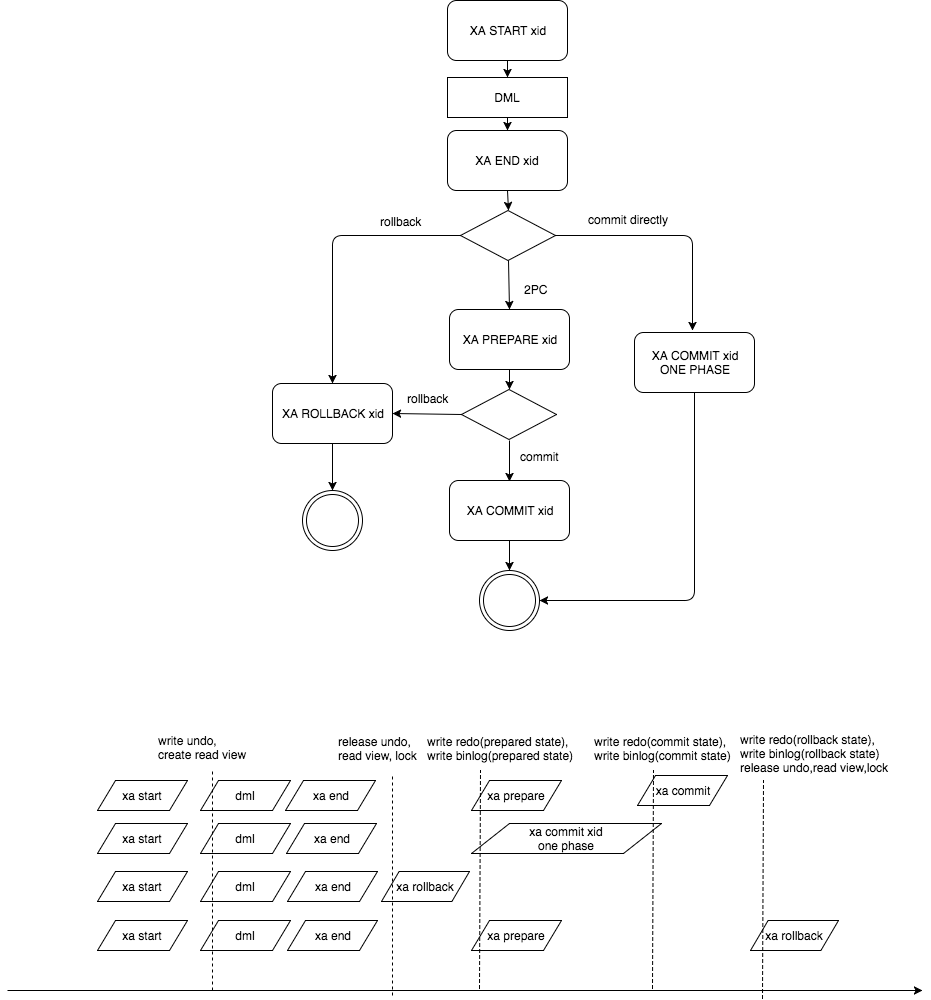 XA START xid
DML
XA END xid
rollback
commit directly
2PC
XA PREPARE xid
XA COMMIT xid
ONE PHASE
rollback
XA ROLLBACK xid
commit
XA COMMIT xid
write undo,
create read view
release undo,
read view, lock
write redo(prepared state),
write binlog(prepared state)
write redo(commit state),
write binlog(commit state)
write redo(rollback state),
write binlog(rollback state)
release undo,read view,lock
xa start
dml
xa end
xa prepare
xa commit
xa start
dml
xa end
xa commit xid
one phase
xa start
dml
xa end
xa rollback
xa start
dml
xa end
xa prepare
xa rollback